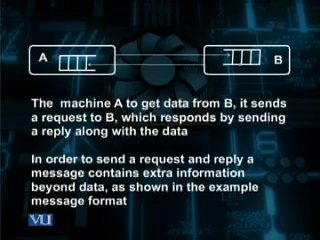 A
B
The machine A to get data from B, it sends
a request to B, which responds by sending
a reply along with the data
In order to send a request and reply a
message contains extra information
beyond data, as shown in the example
message format
VU